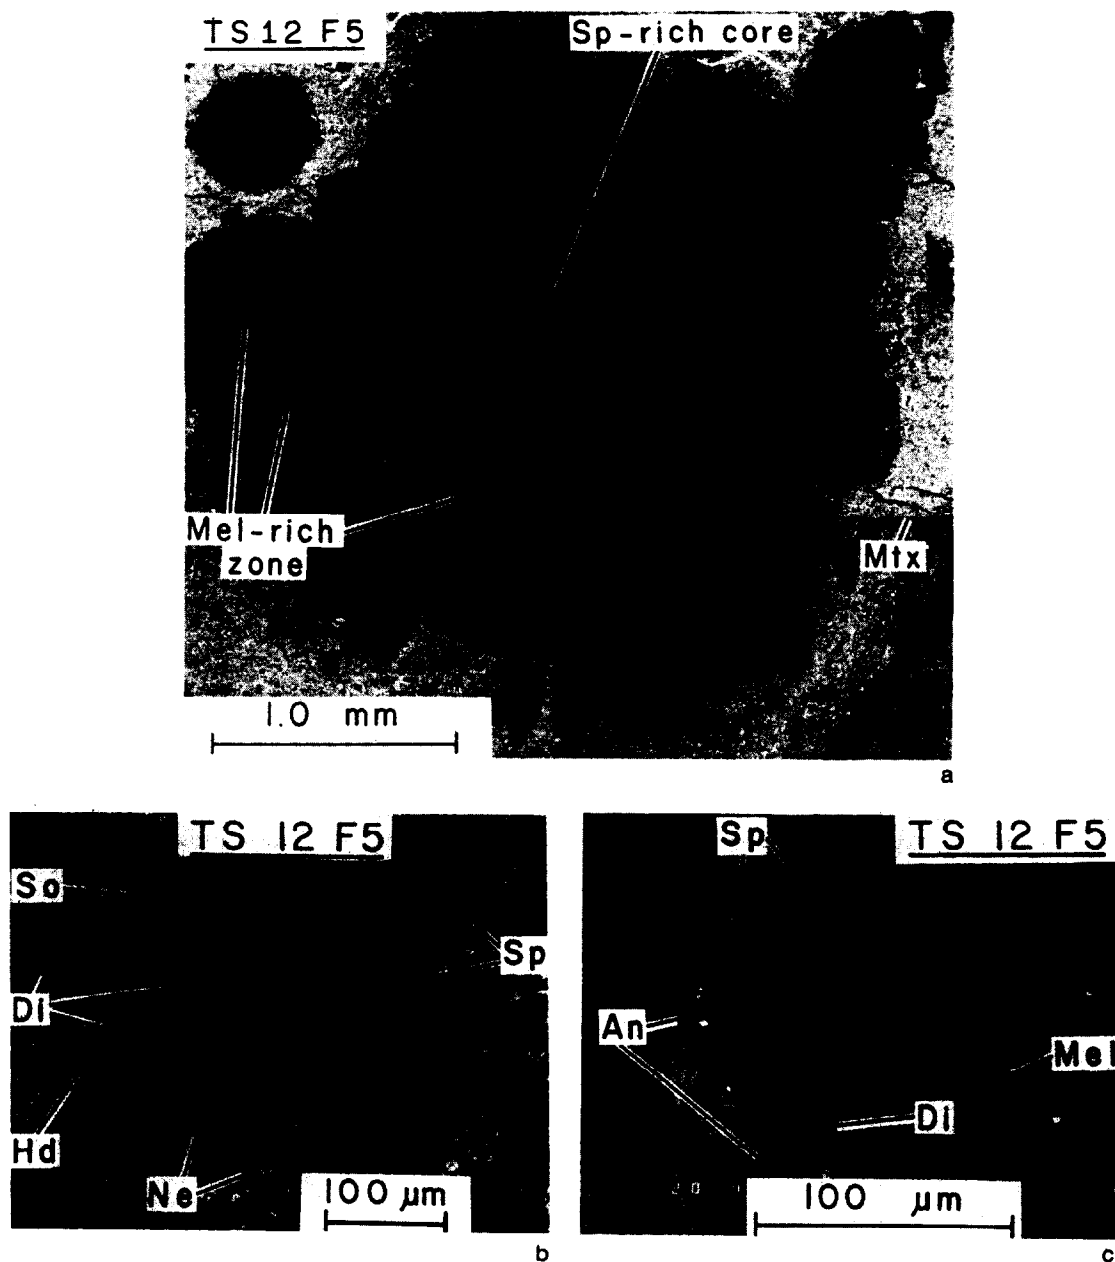 TS 12 F5
Sp-rich core
Mel-rich
zone
Mtx
1.0 mm
a
TS 12 F5
So
Sp
Di
Hd
Ne
100 µm
b
Sp
TS 12 F5
An
Mel
Di
100 µm
c